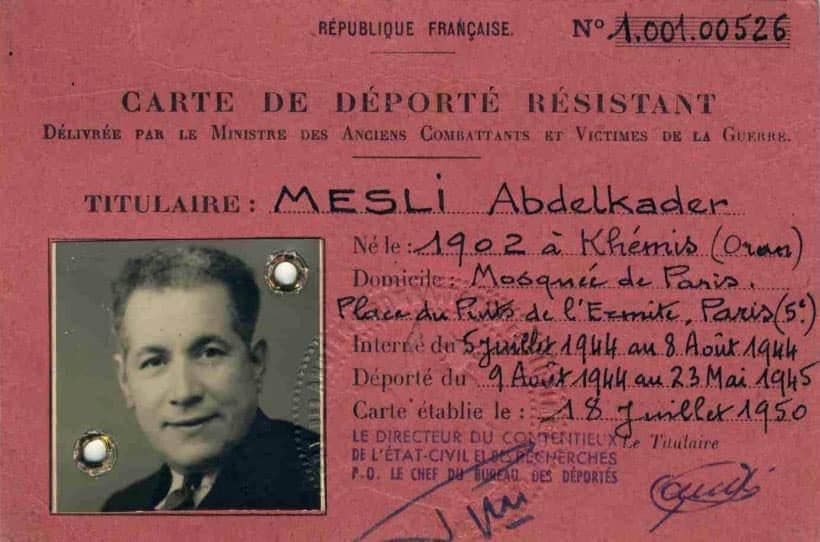 RÉPUBLIQUE FRANÇAISE.
N° 1.001.00526
CARTE DE DÉPORTÉ RÉSISTANT
DÉLIVRÉE PAR LE MINISTRE DES ANCIENS COMBATTANTS ET VICTIMES DE LA GUERRE.
TITULAIRE : MESLI Abdelkader
Né le : 1902 à Khémis (Oran)
Domicile : Mosquée de Paris.
Place du Puits de l'Ermite, Paris (5e)
Interné du 5 Juillet 1944 au 8 Août 1944
Déporté du 9 Août 1944 au 23 Mai 1945
Carte établie le : 18 Juillet 1950
LE DIRECTEUR DU CONTENTIEUX
DE L'ÉTAT-CIVIL ET DES RECHERCHES
P.O. LE CHEF DU BUREAU DES DÉPORTÉS
Le Titulaire